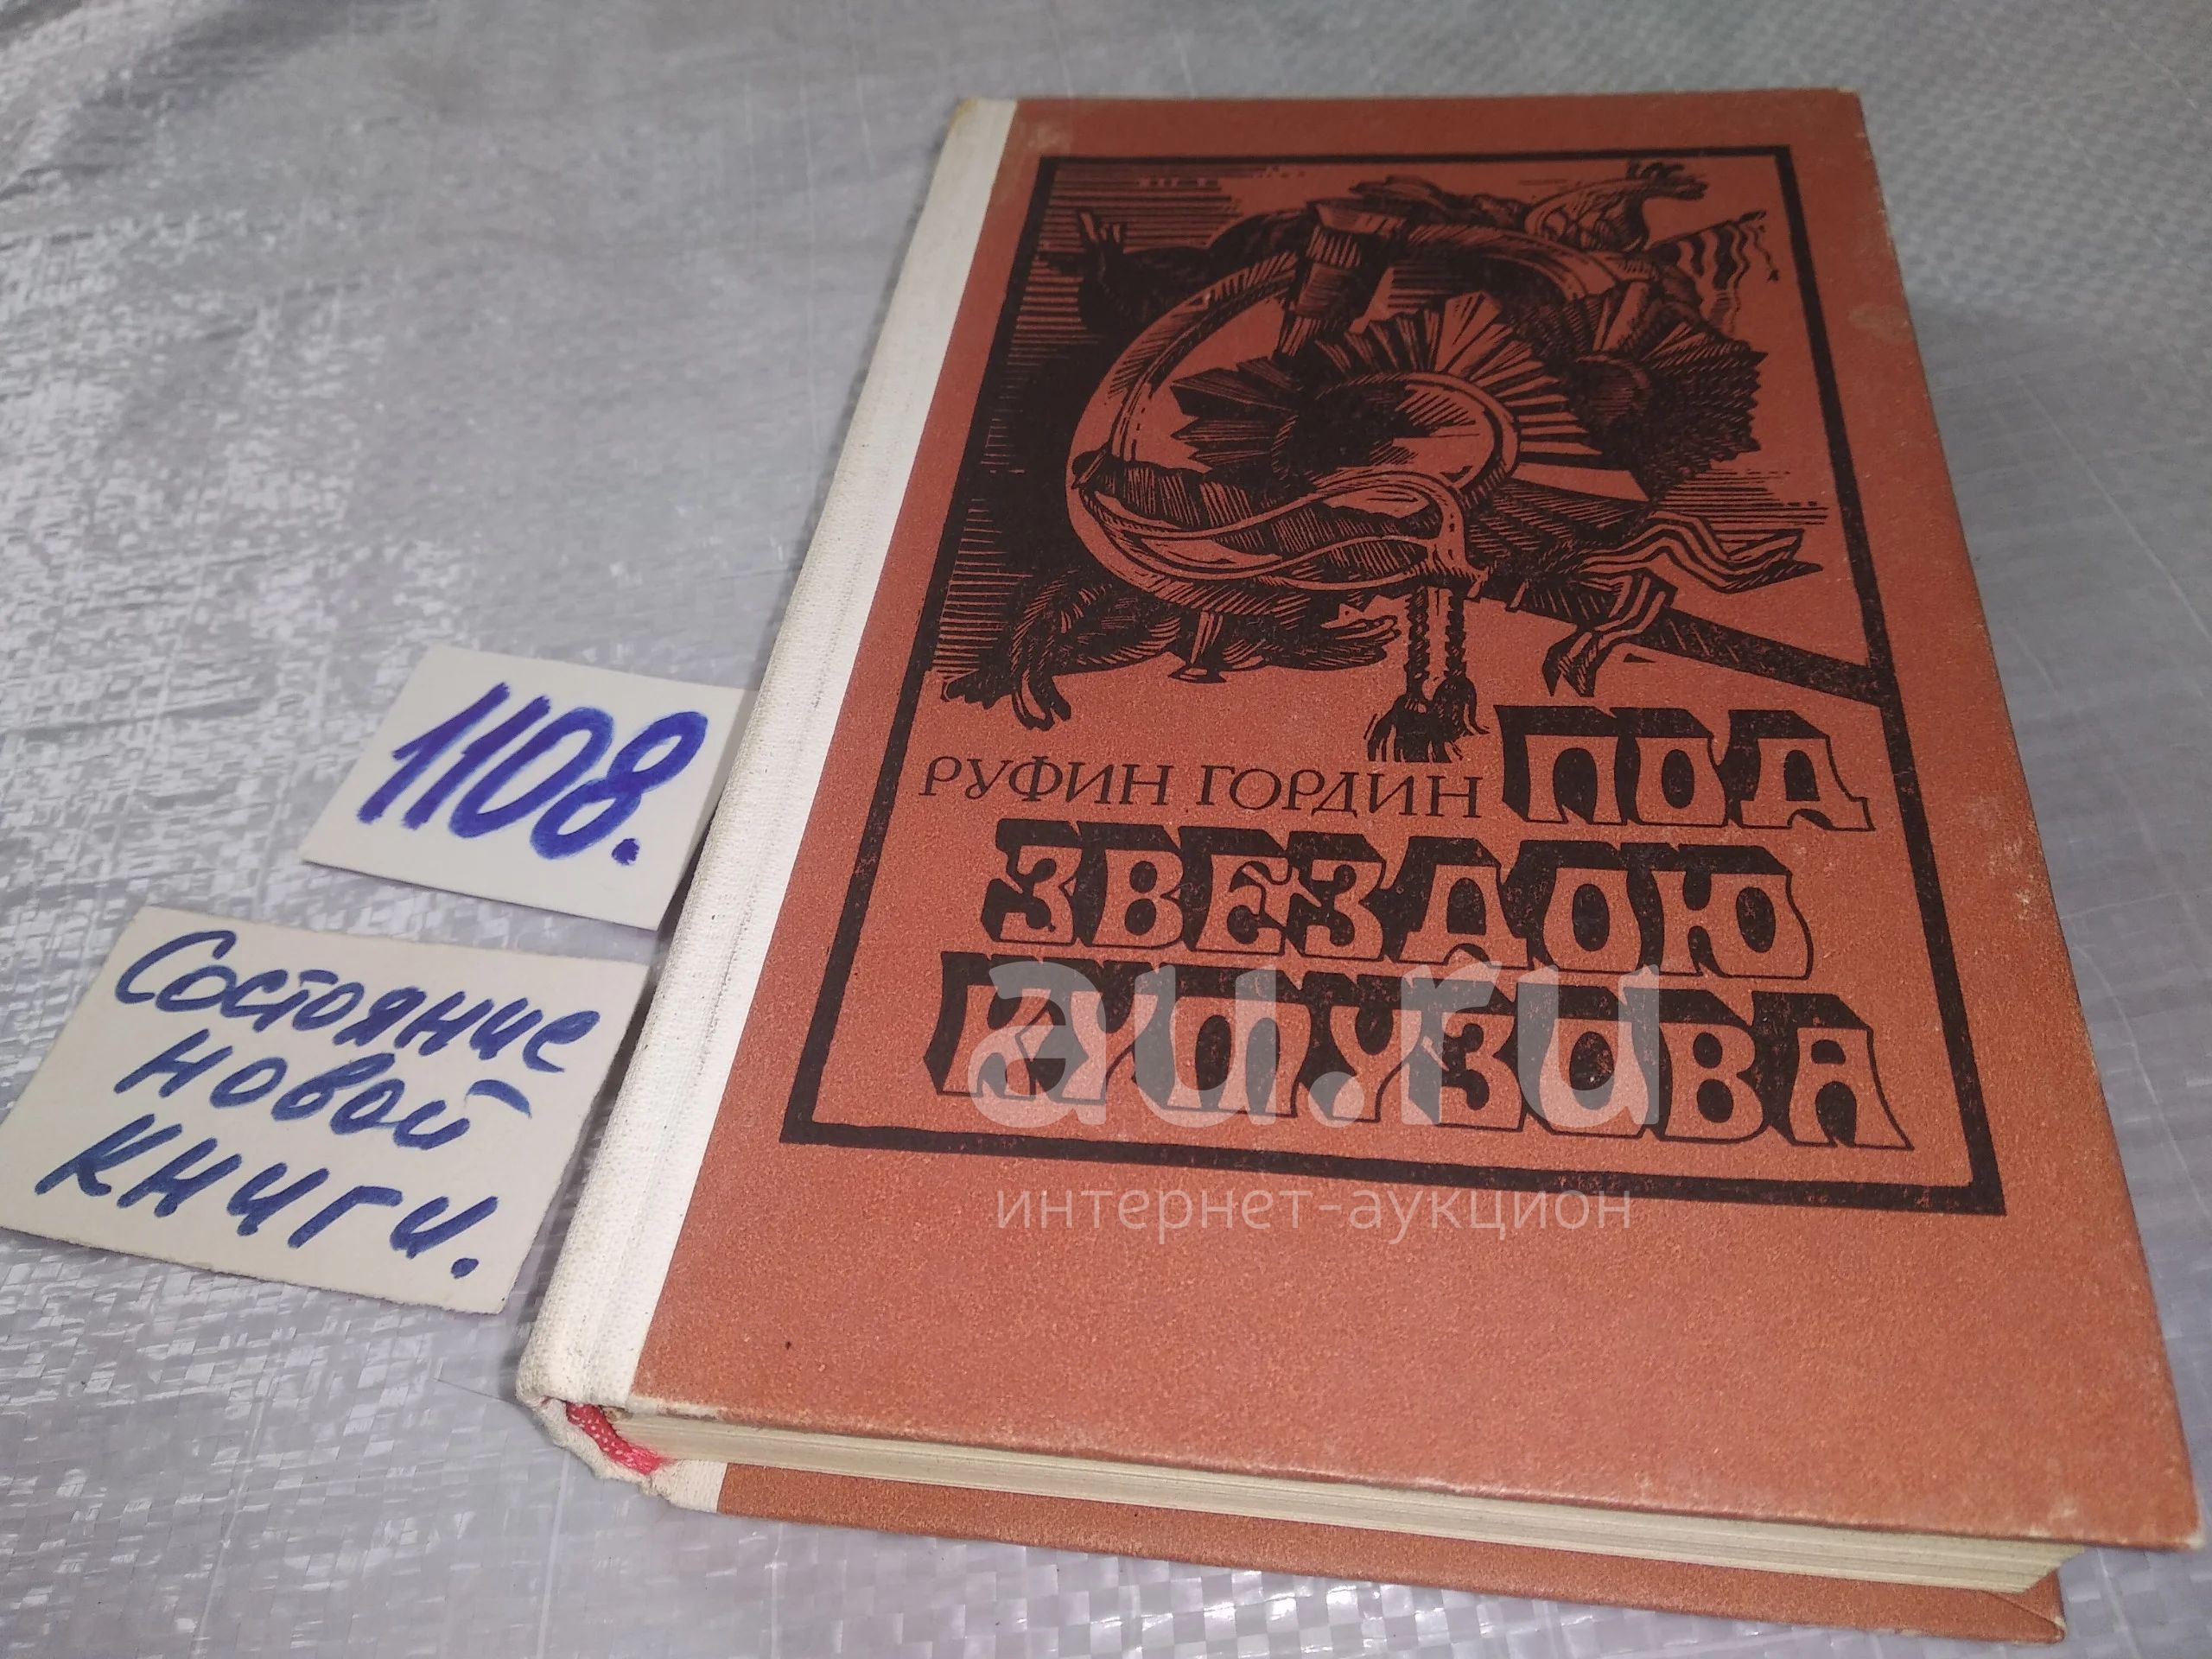 РУФИН ГОРДИН ПОД
ЗВЕЗДОЮ
КУТУЗОВА
1108.
Состояние
новой
книги.
au.ru
интернет-аукцион